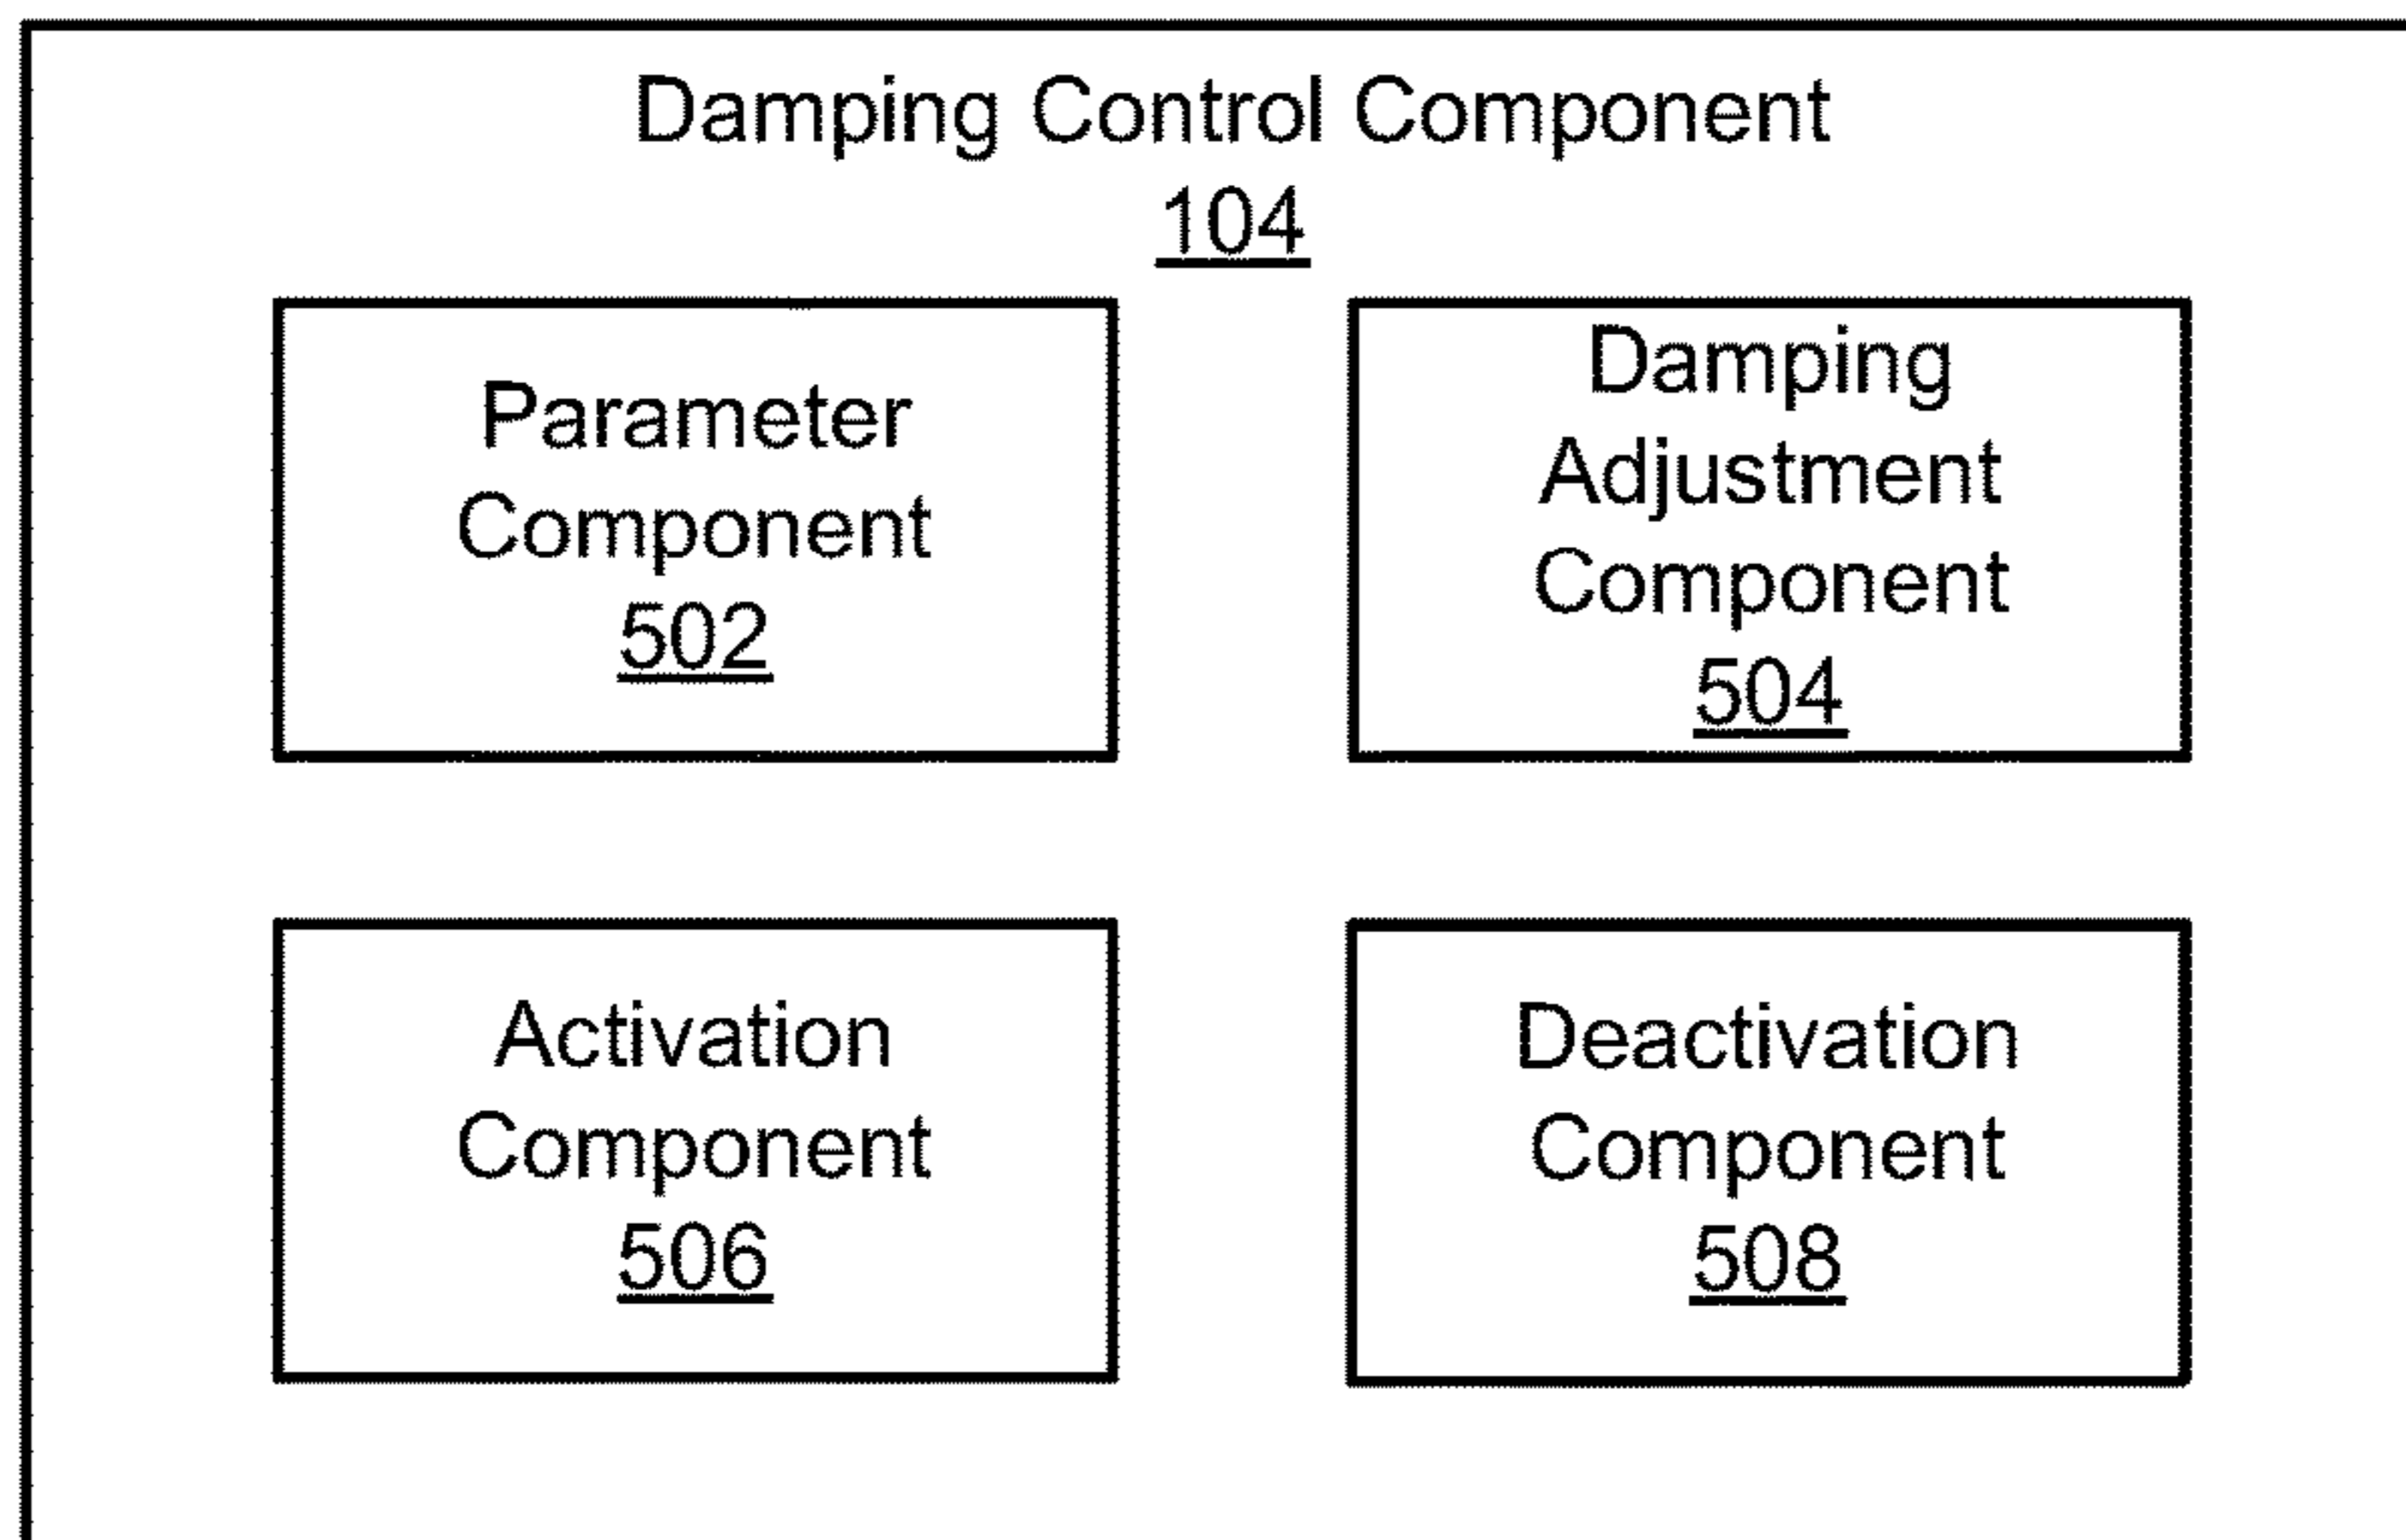 Damping Control Component
104
Parameter
Component
502
Damping
Adjustment
Component
504
Activation
Component
506
Deactivation
Component
508